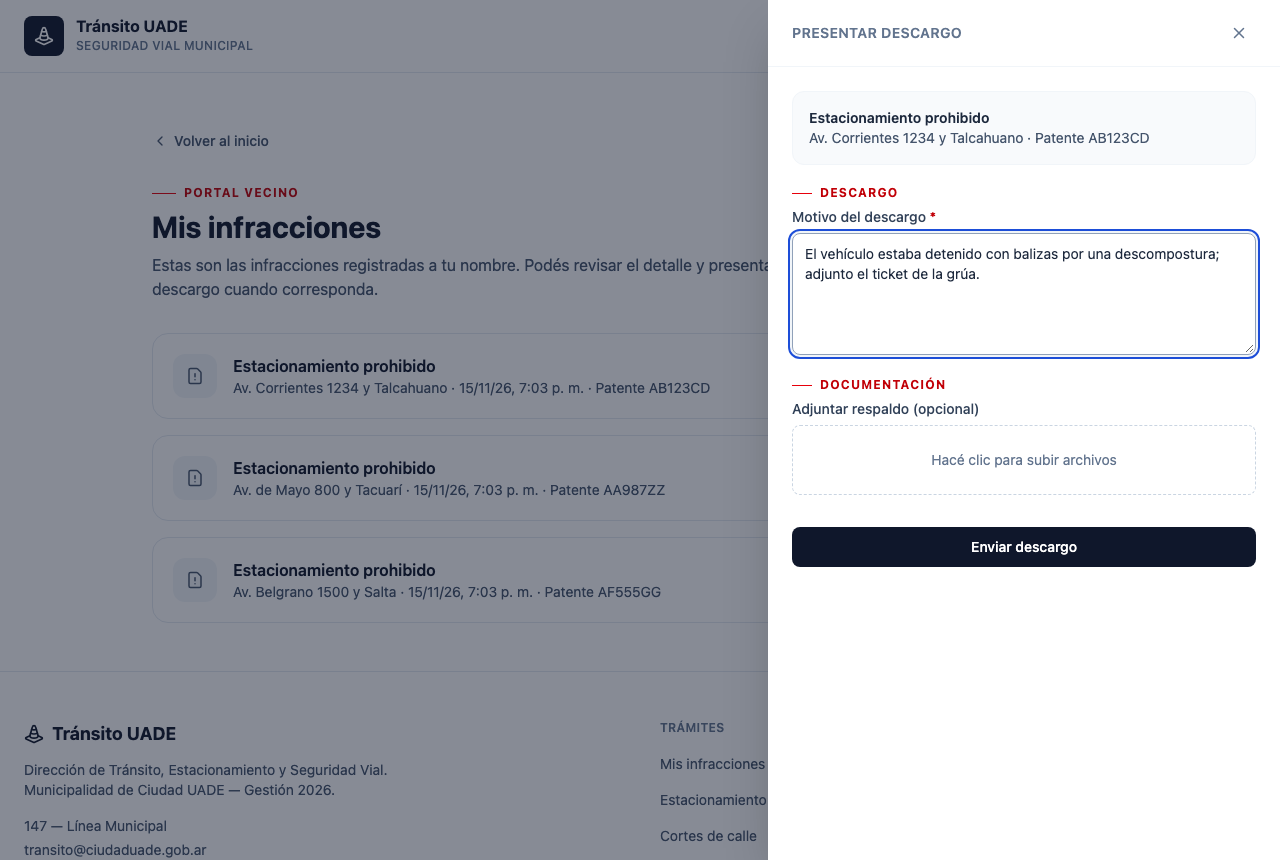 Tránsito UADE
SEGURIDAD VIAL MUNICIPAL
Volver al inicio
PORTAL VECINO
Mis infracciones
Estas son las infracciones registradas a tu nombre. Podés revisar el detalle y presenta
descargo cuando corresponda.
Estacionamiento prohibido
Av. Corrientes 1234 y Talcahuano · 15/11/26, 7:03 p. m. · Patente AB123CD
Estacionamiento prohibido
Av. de Mayo 800 y Tacuarí · 15/11/26, 7:03 p. m. · Patente AA987ZZ
Estacionamiento prohibido
Av. Belgrano 1500 y Salta · 15/11/26, 7:03 p. m. · Patente AF555GG
Tránsito UADE
Dirección de Tránsito, Estacionamiento y Seguridad Vial.
Municipalidad de Ciudad UADE — Gestión 2026.
147 — Línea Municipal
transito@ciudaduade.gob.ar
TRÁMITES
Mis infracciones
Estacionamiento
Cortes de calle
PRESENTAR DESCARGO
Estacionamiento prohibido
Av. Corrientes 1234 y Talcahuano · Patente AB123CD
DESCARGO
Motivo del descargo *
El vehículo estaba detenido con balizas por una descompostura;
adjunto el ticket de la grúa.
DOCUMENTACIÓN
Adjuntar respaldo (opcional)
Hacé clic para subir archivos
Enviar descargo